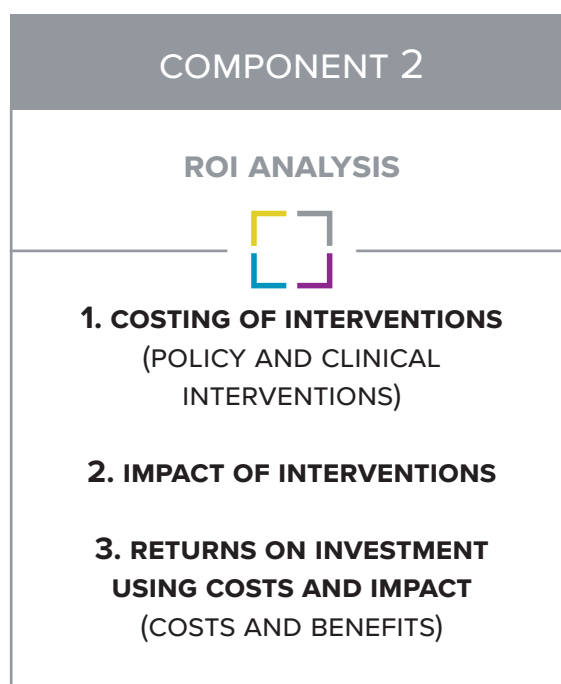 COMPONENT 2
ROI ANALYSIS
1. COSTING OF INTERVENTIONS
(POLICY AND CLINICAL
INTERVENTIONS)
2. IMPACT OF INTERVENTIONS
3. RETURNS ON INVESTMENT
USING COSTS AND IMPACT
(COSTS AND BENEFITS)